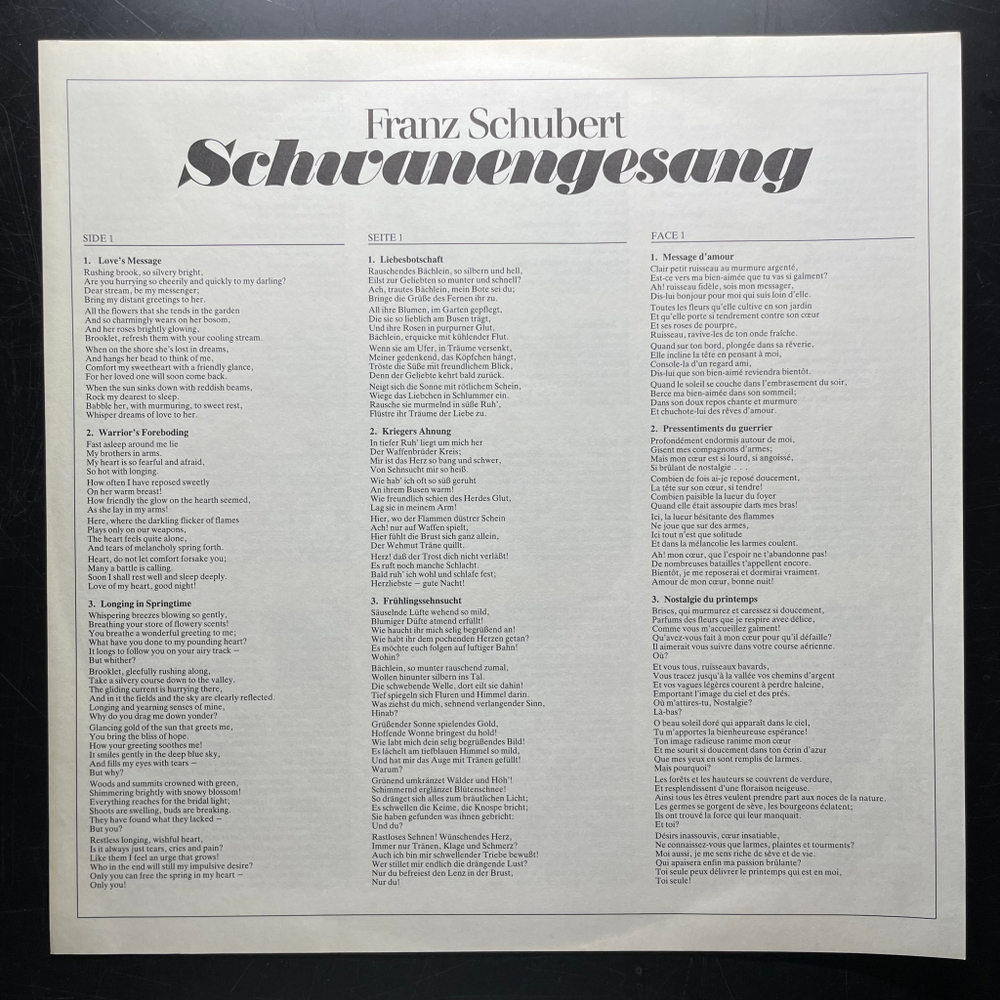 Franz Schubert
Schwanengesang
SIDE 1
1. Love's Message
Rushing brook, so silvery bright,
Are you hurrying so cheerily and quickly to my darling?
Dear stream, be my messenger;
Bring my distant greetings to her.
All the flowers that she tends in the garden
And so charmingly wears on her bosom,
And her roses brightly glowing,
Brooklet, refresh them with your cooling stream.
When on the shore she's lost in dreams,
And hangs her head to think of me,
Comfort my sweetheart with a friendly glance,
For her loved one will soon come back.
When the sun sinks down with reddish beams,
Rock my dearest to sleep.
Babble her, with murmuring, to sweet rest,
Whisper dreams of love to her.
2. Warrior's Foreboding
Fast asleep around me lie
My brothers in arms.
My heart is so fearful and afraid,
So hot with longing.
How often I have reposed sweetly
On her warm breast!
How friendly the glow on the hearth seemed,
As she lay in my arms!
Here, where the darkling flicker of flames
Plays only on our weapons,
The heart feels quite alone,
And tears of melancholy spring forth.
Heart, do not let comfort forsake you;
Many a battle is calling.
Soon I shall rest well and sleep deeply.
Love of my heart, good night!
3. Longing in Springtime
Whispering breezes blowing so gently,
Breathing your store of flowery scents!
You breathe a wonderful greeting to me;
What have you done to my pounding heart?
It longs to follow you on your airy track –
But whither?
Brooklet, gleefully rushing along,
Take a silvery course down to the valley.
The gliding current is hurrying there,
And in it the fields and the sky are clearly reflected.
Longing and yearning senses of mine,
Why do you drag me down yonder?
Glancing gold of the sun that greets me,
You bring the bliss of hope.
How your greeting soothes me!
It smiles gently in the deep blue sky,
And fills my eyes with tears –
But why?
Woods and summits crowned with green,
Shimmering brightly with snowy blossom!
Everything reaches for the bridal light;
Shoots are swelling, buds are breaking.
They have found what they lacked –
But you?
Restless longing, wishful heart,
Is it always just tears, cries and pain?
Like them I feel an urge that grows!
Who in the end will still my impulsive desire?
Only you can free the spring in my heart –
Only you!
SEITE 1
1. Liebesbotschaft
Rauschendes Bächlein, so silbern und hell,
Eilst zur Geliebten so munter und schnell?
Ach, trautes Bächlein, mein Bote sei du;
Bringe die Grüße des Fernen ihr zu.
All ihre Blumen, im Garten gepflegt,
Die sie so lieblich am Busen trägt,
Und ihre Rosen in purpurner Glut,
Bächlein, erquicke mit kühlender Flut.
Wenn sie am Ufer, in Träume versenkt,
Meiner gedenkend, das Köpfchen hängt,
Tröste die Süße mit freundlichem Blick,
Denn der Geliebte kehrt bald zurück.
Neigt sich die Sonne mit rötlichem Schein,
Wiege das Liebchen in Schlummer ein.
Rausche sie murmelnd in süße Ruh',
Flüstre ihr Träume der Liebe zu.
2. Kriegers Ahnung
In tiefer Ruh' liegt um mich her
Der Waffenbrüder Kreis;
Mir ist das Herz so bang und schwer,
Von Sehnsucht mir so heiß.
Wie hab' ich oft so süß geruht
An ihrem Busen warm!
Wie freundlich schien des Herdes Glut,
Lag sie in meinem Arm!
Hier, wo der Flammen düstrer Schein
Ach! nur auf Waffen spielt,
Hier fühlt die Brust sich ganz allein,
Der Wehmut Träne quillt.
Herz! daß der Trost dich nicht verläßt!
Es ruft noch manche Schlacht.
Bald ruh' ich wohl und schlafe fest;
Herzliebste – gute Nacht!
3. Frühlingssehnsucht
Säuselnde Lüfte wehend so mild,
Blumiger Düfte atmend erfüllt!
Wie haucht ihr mich selig begrüßend an!
Wie habt ihr dem pochenden Herzen getan?
Es möchte euch folgen auf luftiger Bahn!
Wohin?
Bächlein, so munter rauschend zumal,
Wollen hinunter silbern ins Tal.
Die schwebende Welle, dort eilt sie dahin!
Tief spiegeln sich Fluren und Himmel darin.
Was ziehst du mich, sehnend verlangender Sinn,
Hinab?
Grüßender Sonne spielendes Gold,
Hoffende Wonne bringest du hold!
Wie labt mich dein selig begrüßendes Bild!
Es lächelt am tiefblauen Himmel so mild,
Und hat mir das Auge mit Tränen gefüllt!
Warum?
Grünend umkränzet Wälder und Höh'!
Schimmernd erglänzet Blütenschnee!
So dränget sich alles zum bräutlichen Licht;
Es schwellen die Keime, die Knospe bricht;
Sie haben gefunden was ihnen gebricht:
Und du?
Rastloses Sehnen! Wünschendes Herz,
Immer nur Tränen, Klage und Schmerz?
Auch ich bin mir schwellender Triebe bewußt!
Wer stillet mir endlich die drängende Lust?
Nur du befreiest den Lenz in der Brust,
Nur du!
FACE 1
1. Message d'amour
Clair petit ruisseau au murmure argenté,
Est-ce vers ma bien-aimée que tu vas si gaîment?
Ah! ruisseau fidèle, sois mon messager,
Dis-lui bonjour pour moi qui suis loin d'elle.
Toutes les fleurs qu'elle cultive en son jardin
Et qu'elle porte si tendrement contre son cœur
Et ses roses de pourpre,
Ruisseau, ravive-les de ton onde fraîche.
Quand sur ton bord, plongée dans sa rêverie,
Elle incline la tête en pensant à moi,
Console-la d'un regard ami,
Dis-lui que son bien-aimé reviendra bientôt.
Quand le soleil se couche dans l'embrasement du soir,
Berce ma bien-aimée en son sommeil;
Dans son doux repos chante et murmure
Et chuchote-lui des rêves d'amour.
2. Pressentiments du guerrier
Profondément endormis autour de moi,
Gisent mes compagnons d'armes;
Mais mon cœur est si lourd, si angoissé,
Si brûlant de nostalgie . . .
Combien de fois ai-je reposé doucement,
La tête sur son cœur, si tendre!
Combien paisible la lueur du foyer
Quand elle était assoupie dans mes bras!
Ici, la lueur hésitante des flammes
Ne joue que sur des armes,
Ici tout n'est que solitude
Et dans la mélancolie les larmes coulent.
Ah! mon cœur, que l'espoir ne t'abandonne pas!
De nombreuses batailles t'appellent encore.
Bientôt, je me reposerai et dormirai vraiment.
Amour de mon cœur, bonne nuit!
3. Nostalgie du printemps
Brises, qui murmurez et caressez si doucement,
Parfums des fleurs que je respire avec délice,
Comme vous m'accueillez gaîment!
Qu'avez-vous fait à mon cœur pour qu'il défaille?
Il aimerait vous suivre dans votre course aérienne.
Où?
Et vous tous, ruisseaux bavards,
Vous tracez jusqu'à la vallée vos chemins d'argent
Et vos vagues légères courent à perdre haleine,
Emportant l'image du ciel et des prés.
Où m'attires-tu, Nostalgie?
Là-bas?
O beau soleil doré qui apparaît dans le ciel,
Tu m'apportes la bienheureuse espérance!
Ton image radieuse ranime mon cœur
Et me sourit si doucement dans ton écrin d'azur
Que mes yeux en sont remplis de larmes.
Mais pourquoi?
Les forêts et les hauteurs se couvrent de verdure,
Et resplendissent d'une floraison neigeuse.
Ainsi tous les êtres veulent prendre part aux noces de la nature.
Les germes se gorgent de sève, les bourgeons éclatent;
Ils ont trouvé la force qui leur manquait.
Et toi?
Désirs inassouvis, cœur insatiable,
Ne connaissez-vous que larmes, plaintes et tourments?
Moi aussi, je me sens riche de sève et de vie.
Qui apaisera enfin ma passion brûlante?
Toi seule peux délivrer le printemps qui est en moi,
Toi seule!